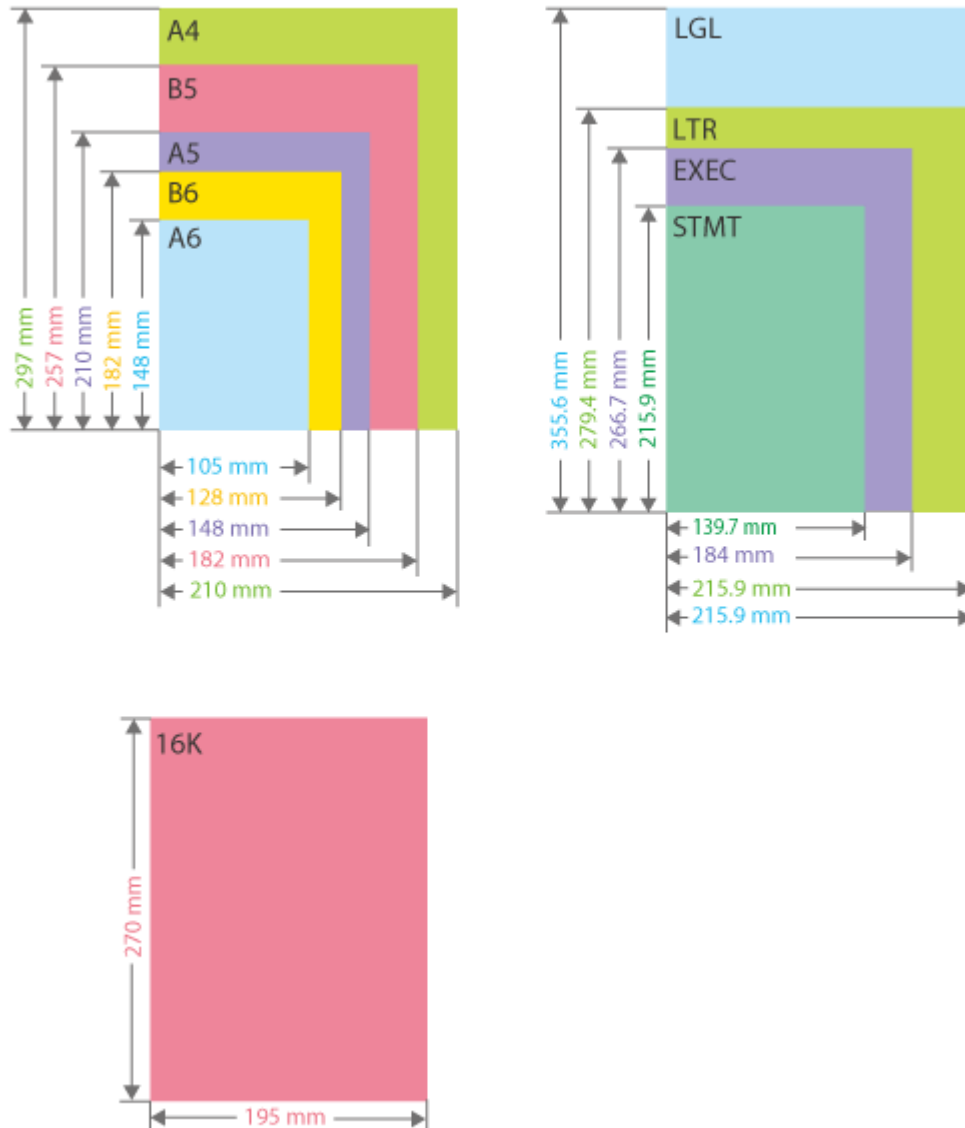 A4
B5
A5
B6
A6
297 mm
257 mm
210 mm
182 mm
148 mm
105 mm
128 mm
148 mm
182 mm
210 mm
LGL
LTR
EXEC
STMT
355.6 mm
279.4 mm
266.7 mm
215.9 mm
139.7 mm
184 mm
215.9 mm
215.9 mm
16K
270 mm
195 mm